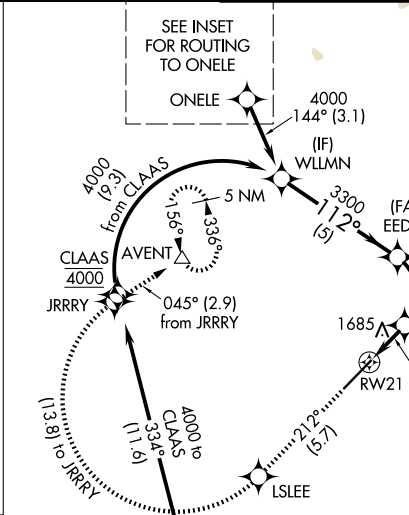 SEE INSET
FOR ROUTING
TO ONELE
ONELE
4000
144° (3.1)
(IF)
WLLMN
4000
(9.3)
from CLAAS
5 NM
156°
336°
3300
112°
(5)
(FA
EED
CLAAS
4000
AVENT
JRRRY
045° (2.9)
from JRRRY
1685
RW21
4000 to
CLAAS
334°
(11.6)
212°
(5.7)
(13.8) to JRRRY
LSLEE